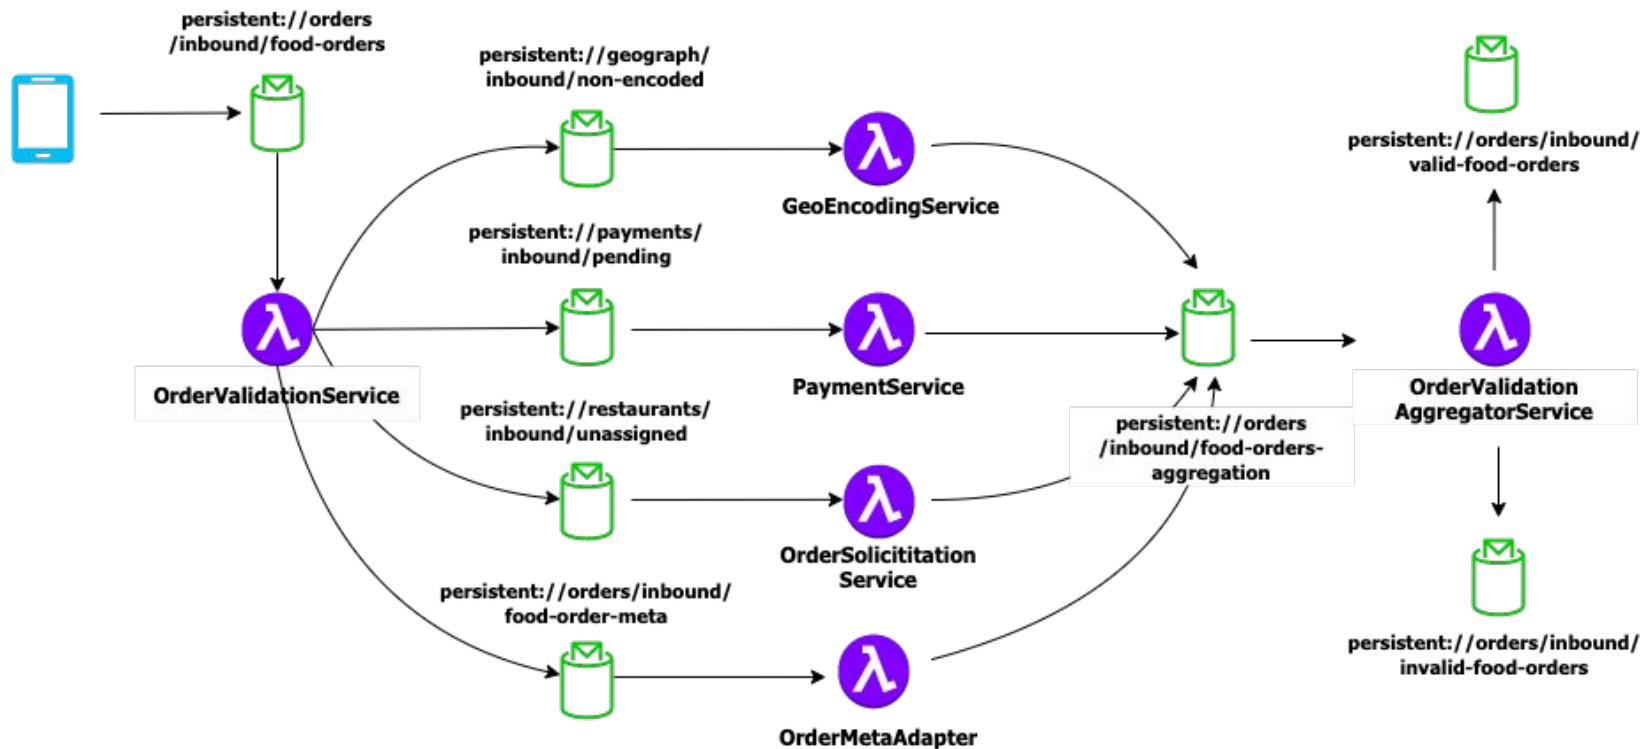 persistent://orders
/inbound/food-orders
persistent://geograph/
inbound/non-encoded
persistent://orders/inbound/
valid-food-orders
GeoEncodingService
persistent://payments/
inbound/pending
OrderValidationService
PaymentService
OrderValidation
AggregatorService
persistent://restaurants/
inbound/unassigned
persistent://orders
/inbound/food-orders-
aggregation
OrderSolicititation
Service
persistent://orders/inbound/
food-order-meta
persistent://orders/inbound/
invalid-food-orders
OrderMetaAdapter